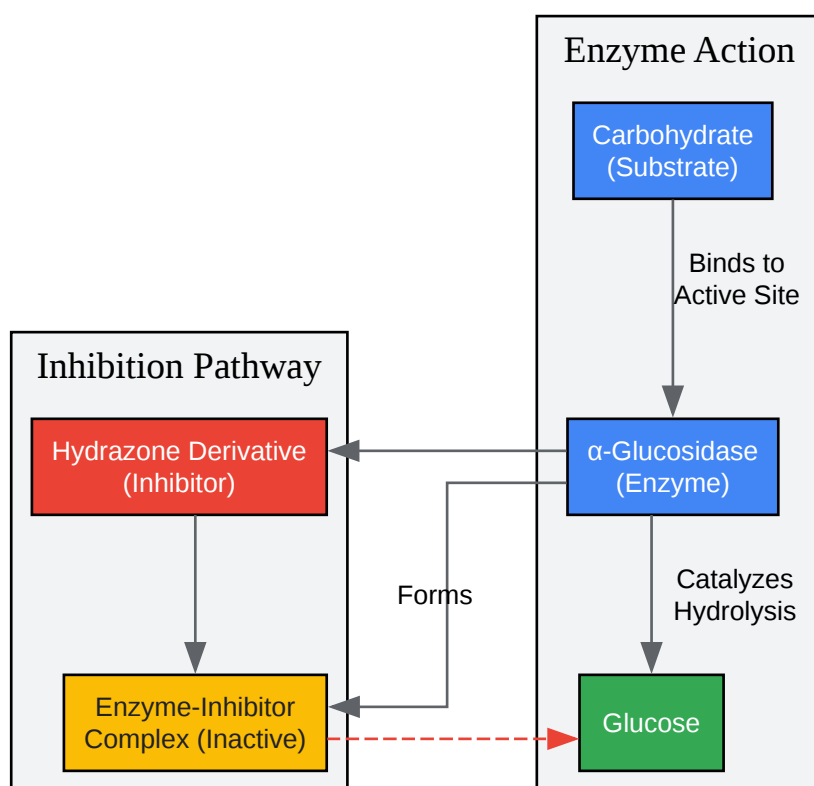 Enzyme Action
Carbohydrate
(Substrate)
Binds to
Active Site
Inhibition Pathway
Hydrazone Derivative
(Inhibitor)
α-Glucosidase
(Enzyme)
Forms
Catalyzes
Hydrolysis
Enzyme-Inhibitor
Complex (Inactive)
Glucose